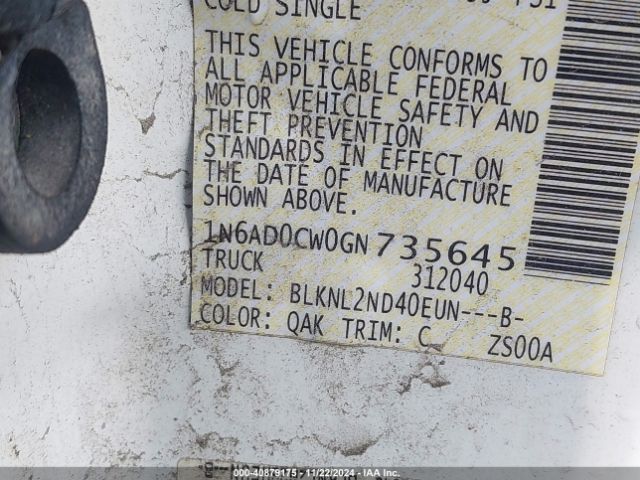 COLD SINGLE
THIS VEHICLE CONFORMS TO
ALL APPLICABLE FEDERAL
MOTOR VEHICLE SAFETY AND
THEFT PREVENTION
STANDARDS IN EFFECT ON
THE DATE OF MANUFACTURE
SHOWN ABOVE.
1N6AD0CW0GN735645
TRUCK 312040
MODEL: BLKNL2ND40EUN---B-
COLOR: QAK TRIM: C ZS00A
000-40879175 - 11/22/2024 - IAA Inc.